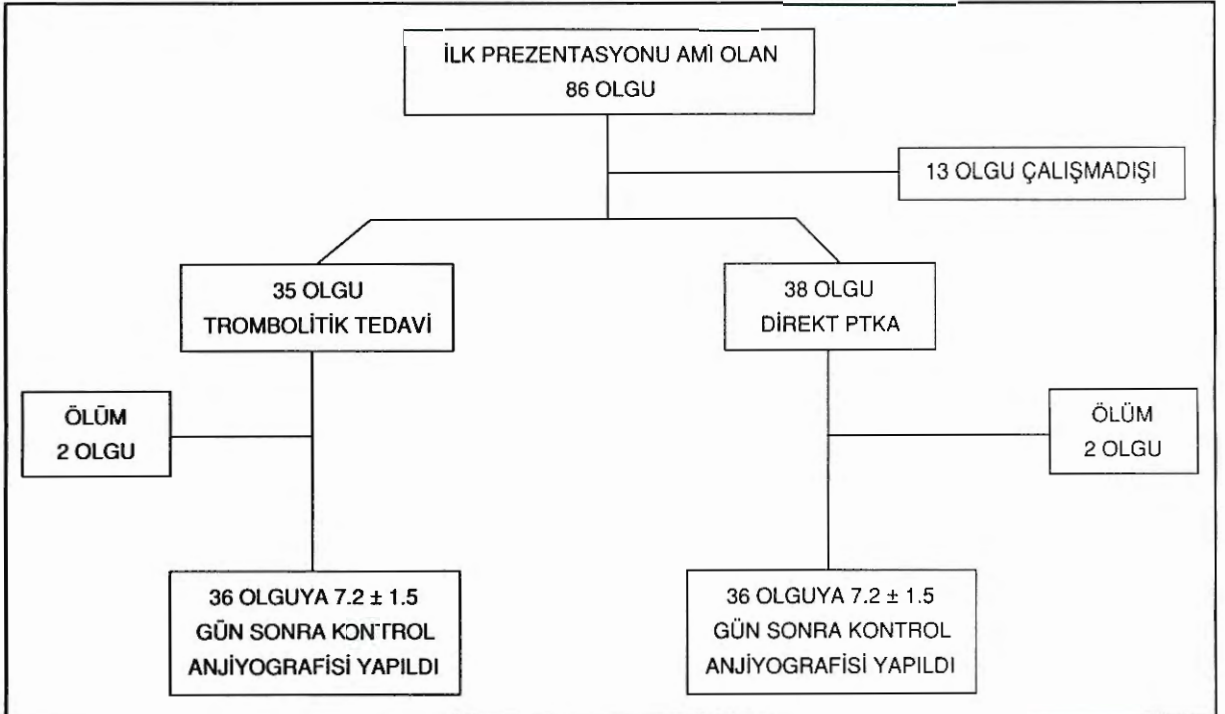 İLK PREZENTASYONU AMİ OLAN
86 OLGU
13 OLGU ÇALIŞMADIŞI
35 OLGU
TROMBOLİTİK TEDAVİ
38 OLGU
DİREKT PTKA
ÖLÜM
2 OLGU
ÖLÜM
2 OLGU
36 OLGUYA 7.2 ± 1.5
GÜN SONRA KONTROL
ANJİYOGRAFİSİ YAPILDI
36 OLGUYA 7.2 ± 1.5
GÜN SONRA KONTROL
ANJİYOGRAFİSİ YAPILDI